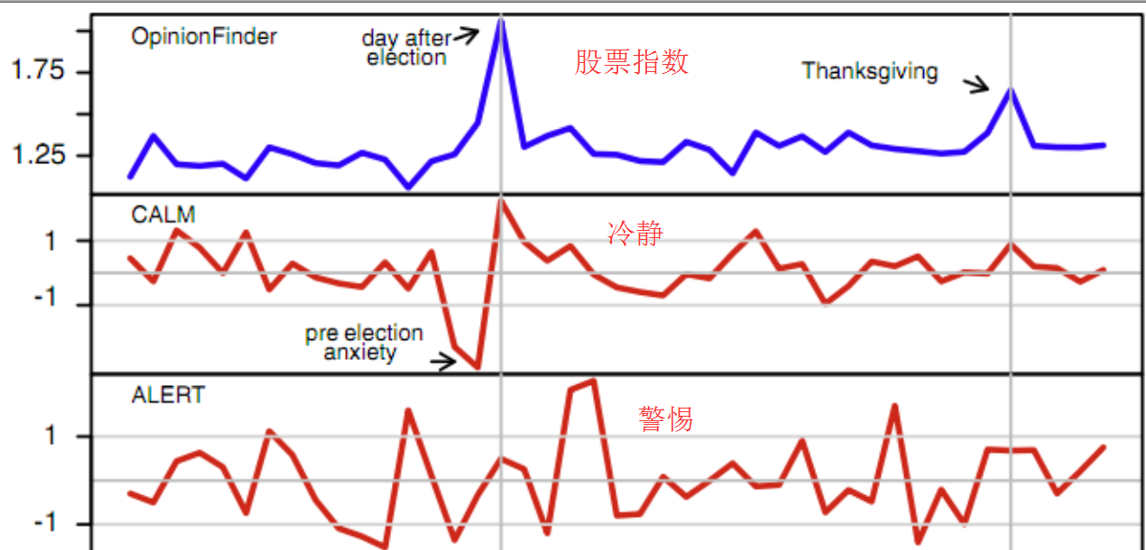 OpinionFinder
day after
election
股票指数
Thanksgiving
1.75
1.25
CALM
冷静
1
-1
pre election
anxiety
ALERT
警惕
1
-1